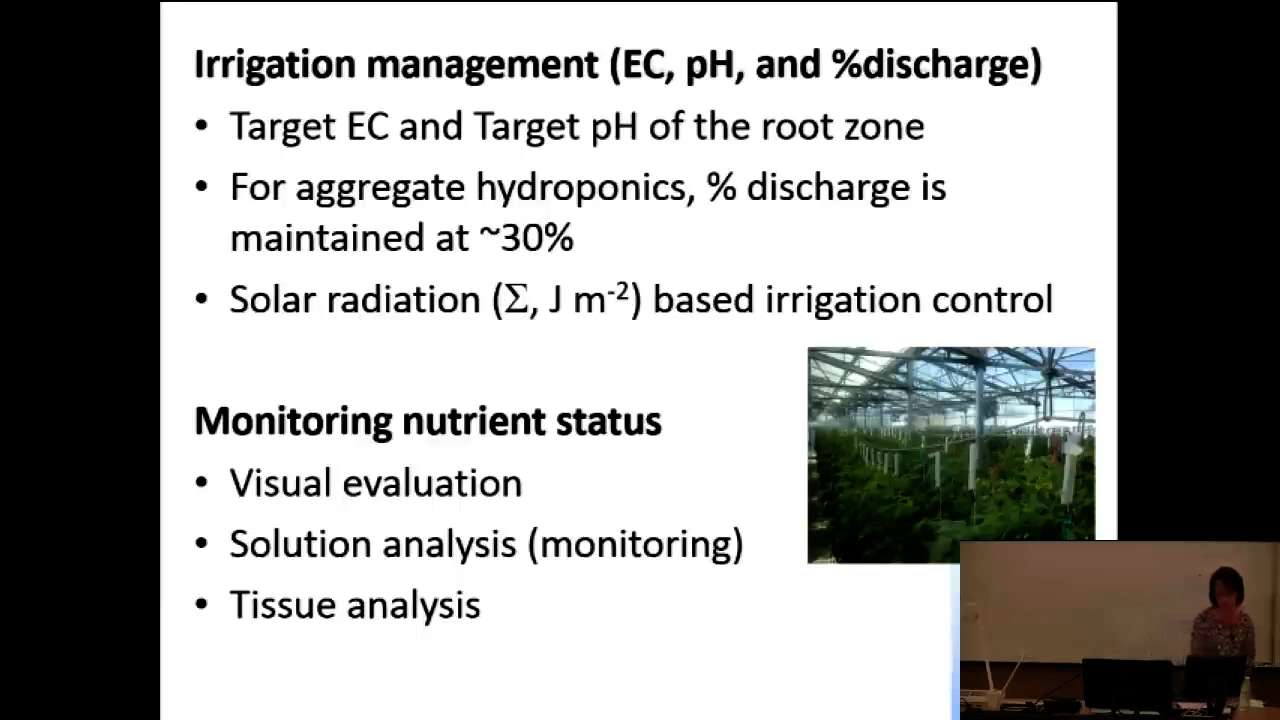 Irrigation management (EC, pH, and %discharge)
• Target EC and Target pH of the root zone
• For aggregate hydroponics, % discharge is
maintained at ~30%
• Solar radiation (Σ, J m⁻²) based irrigation control
Monitoring nutrient status
• Visual evaluation
• Solution analysis (monitoring)
• Tissue analysis